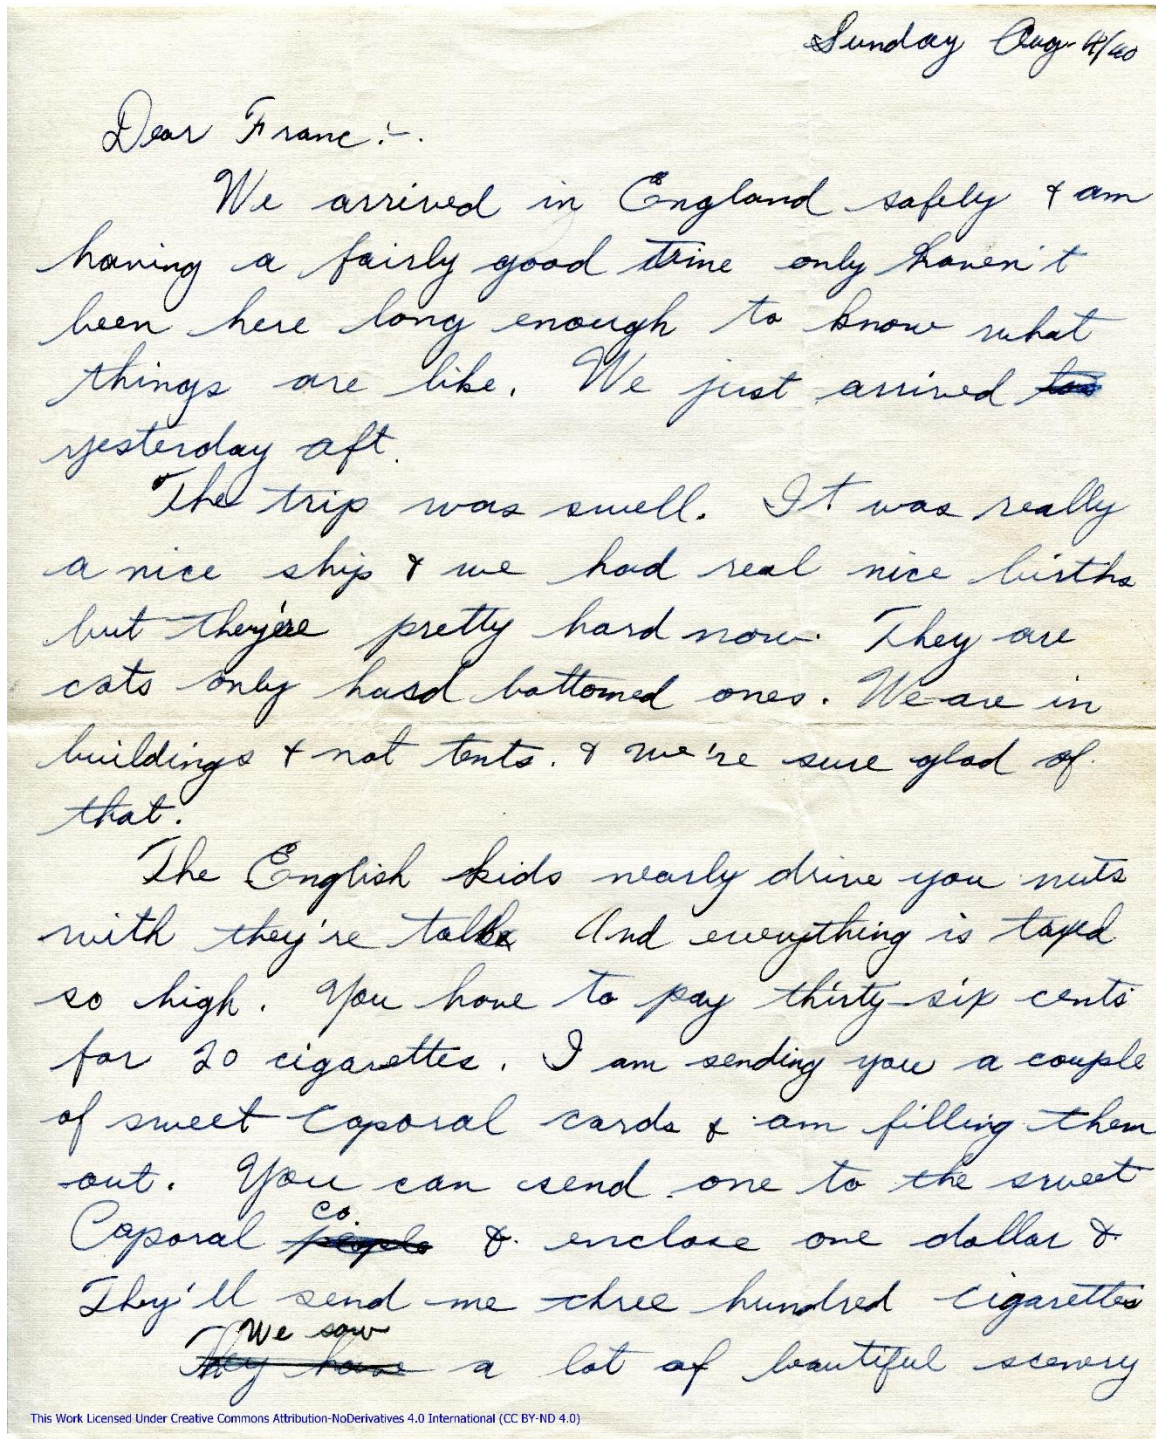 Sunday Aug. 4/40
Dear Franc:-.
We arrived in England safely & am
having a fairly good time only haven't
been here long enough to know what
things are like. We just arrived
yesterday aft.
The trip was swell. It was really
a nice ship & we had real nice births
but they're pretty hard now. They are
cots only hard bottomed ones. We are in
buildings & not tents. & we're sure glad of
that.
The English kids nearly drive you nuts
with they're talk And everything is taxed
so high. You have to pay thirty-six cents
for 20 cigarettes. I am sending you a couple
of sweet Caporal cards & am filling them
out. You can send one to the sweet
Caporal people co. & enclose one dollar &
They'll send me three hundred cigarettes
They have We saw a lot of beautiful scenery
This Work Licensed Under Creative Commons Attribution-NoDerivatives 4.0 International (CC BY-ND 4.0)